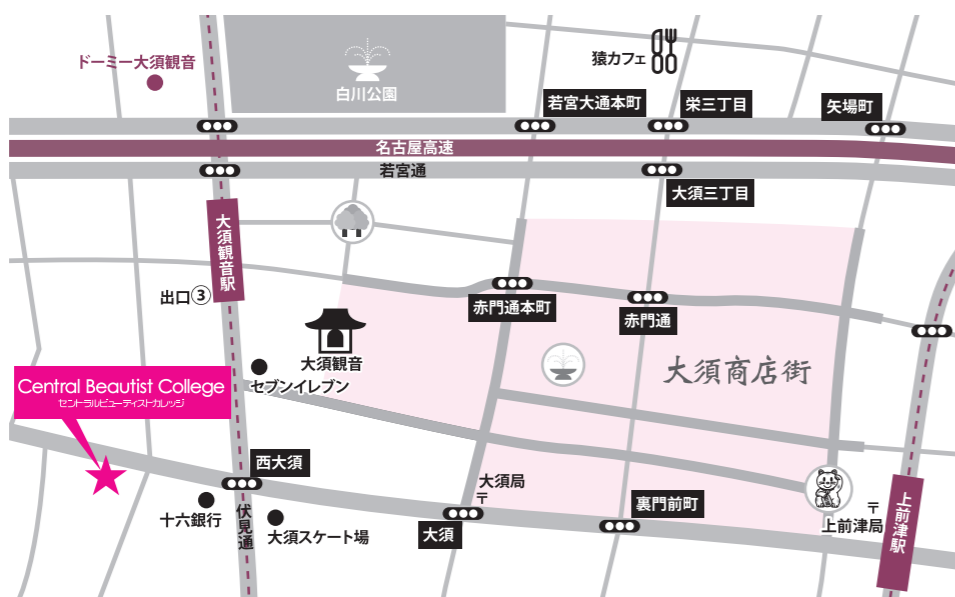 ドーミー大須観音
白川公園
猿カフェ
若宮大通本町
栄三丁目
矢場町
名古屋高速
若宮通
大須三丁目
大須観音駅
出口③
赤門通本町
赤門通
大須観音
セブンイレブン
大須商店街
Central Beautist College
セントラルビューティストカレッジ
西大須
大須局
〒
十六銀行
伏見通
大須スケート場
大須
裏門前町
〒
上前津局
上前津駅